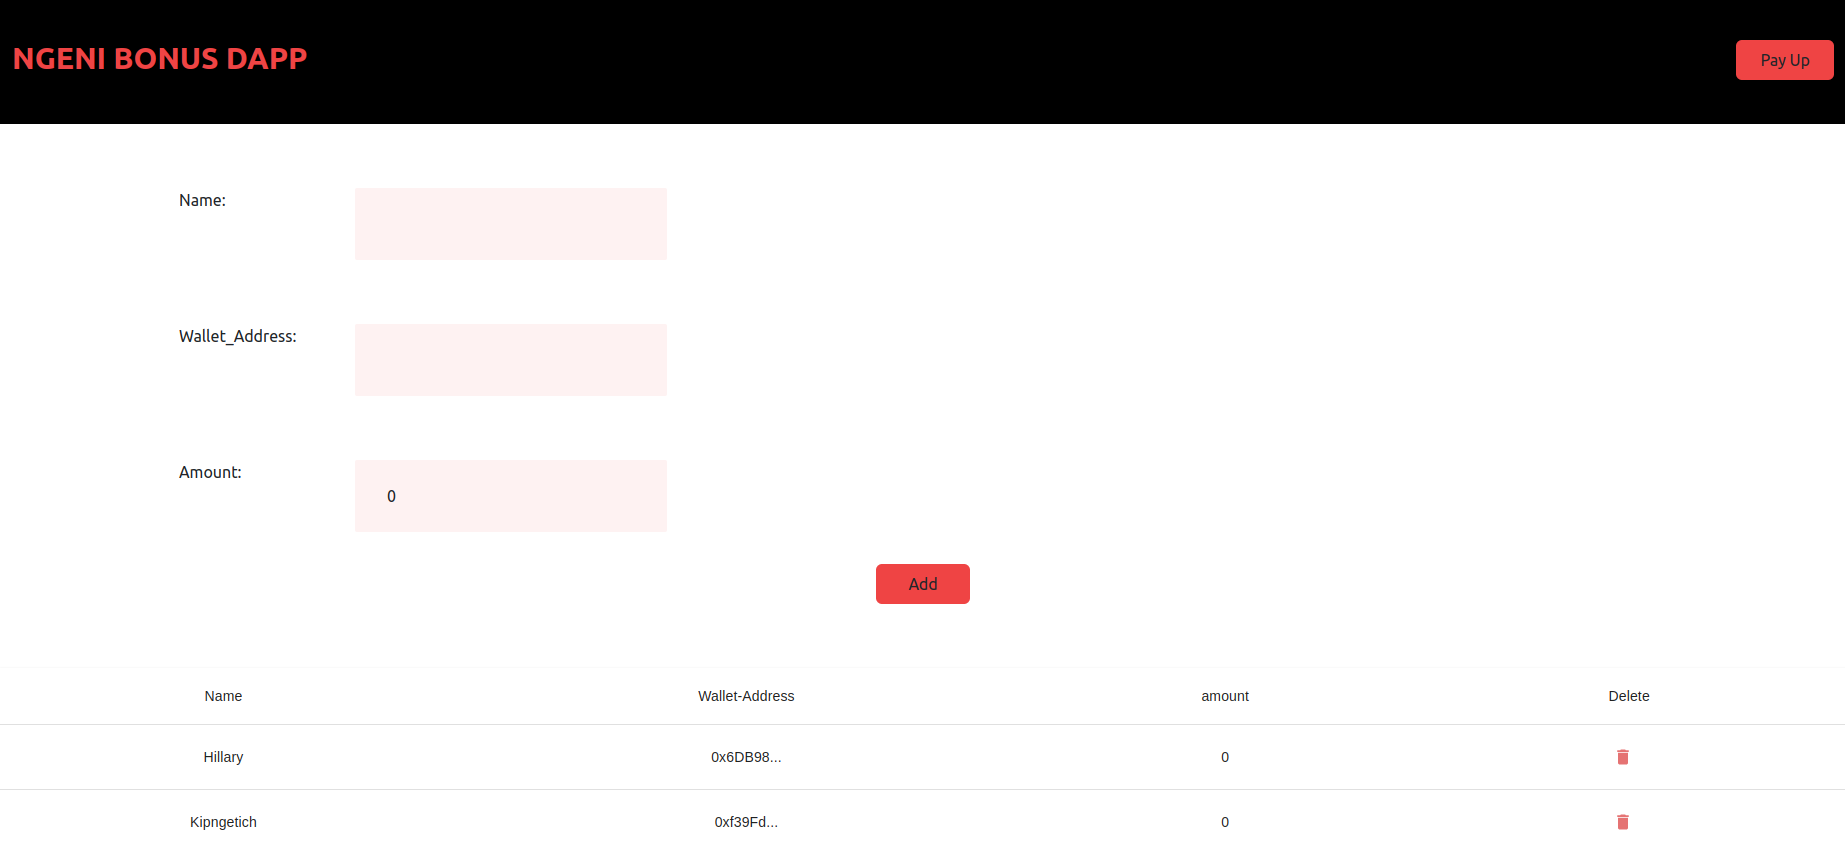 NGENI BONUS DAPP
Pay Up
Name:
Wallet_Address:
Amount:
0
Add
Name Wallet-Address amount Delete
Hillary 0x6DB98... 0
Kipngetich 0xf39Fd... 0